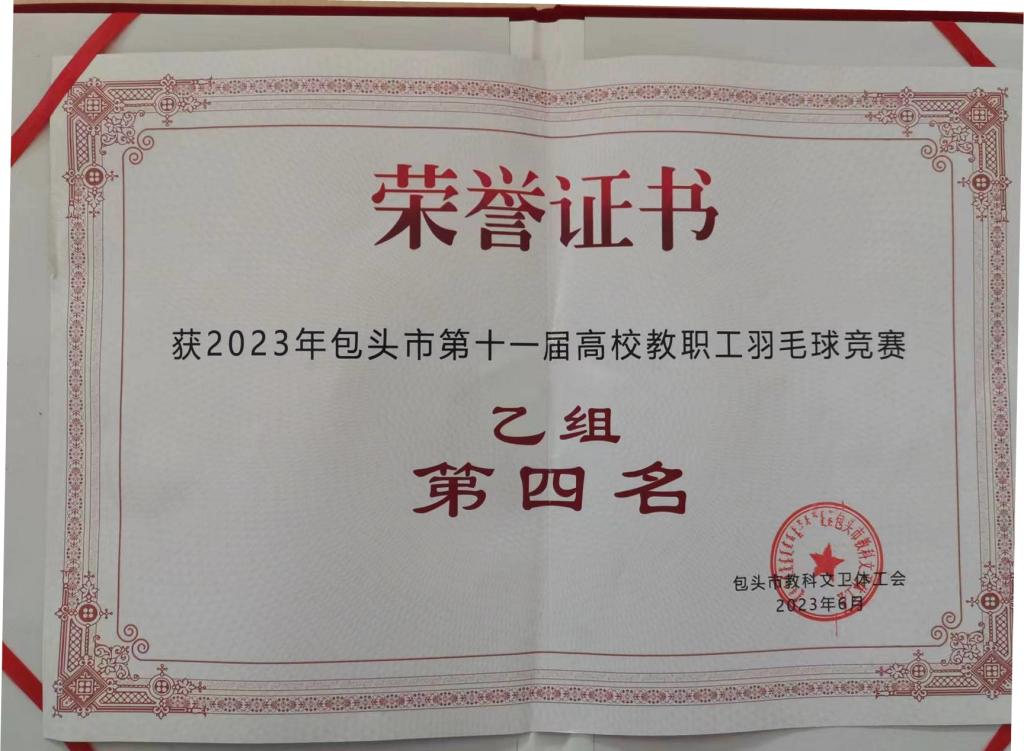 荣誉证书
获2023年包头市第十一届高校教职工羽毛球竞赛
乙组
第四名
包头市教科文卫体工会
2023年6月